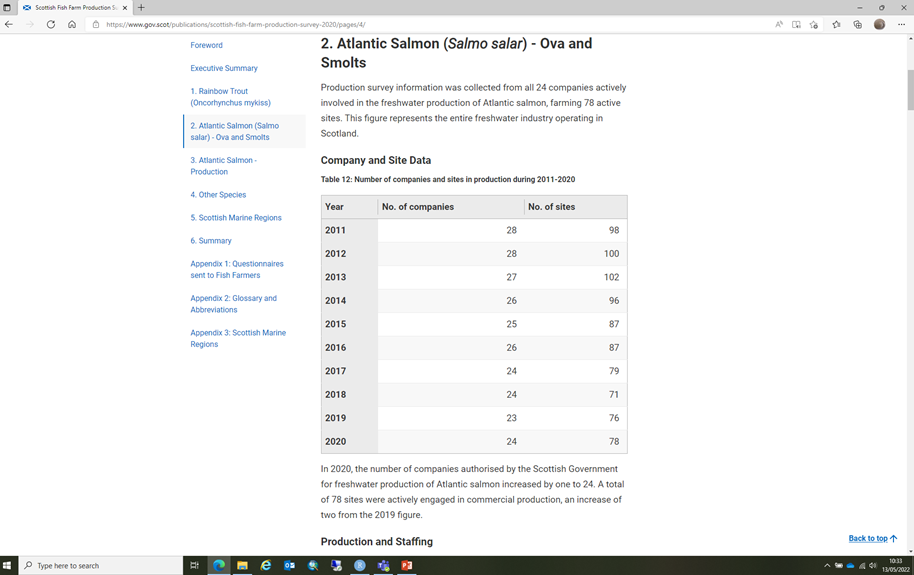 Scottish Fish Farm Production S
https://www.gov.scot/publications/scottish-fish-farm-production-survey-2020/pages/4/
Foreword
Executive Summary
1. Rainbow Trout
(Oncorhynchus mykiss)
2. Atlantic Salmon (Salmo
salar) - Ova and Smolts
3. Atlantic Salmon -
Production
4. Other Species
5. Scottish Marine Regions
6. Summary
Appendix 1: Questionnaires
sent to Fish Farmers
Appendix 2: Glossary and
Abbreviations
Appendix 3: Scottish Marine
Regions
2. Atlantic Salmon (Salmo salar) - Ova and
Smolts
Production survey information was collected from all 24 companies actively
involved in the freshwater production of Atlantic salmon, farming 78 active
sites. This figure represents the entire freshwater industry operating in
Scotland.
Company and Site Data
Table 12: Number of companies and sites in production during 2011-2020
Year No. of companies No. of sites
2011 28 98
2012 28 100
2013 27 102
2014 26 96
2015 25 87
2016 26 87
2017 24 79
2018 24 71
2019 23 76
2020 24 78
In 2020, the number of companies authorised by the Scottish Government
for freshwater production of Atlantic salmon increased by one to 24. A total
of 78 sites were actively engaged in commercial production, an increase of
two from the 2019 figure.
Production and Staffing
Back to top
Type here to search
10:33
13/05/2022